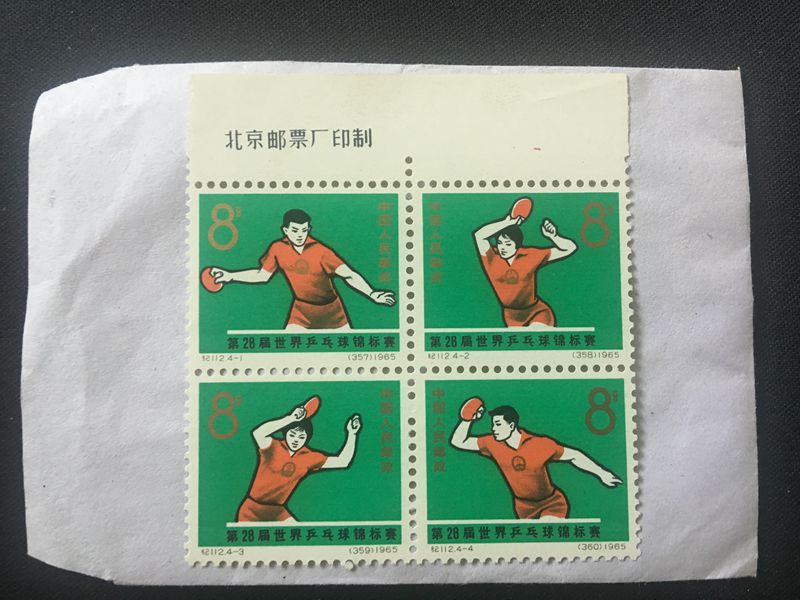 北京邮票厂印制
8分
中国人民邮政
第28届世界乒乓球锦标赛
纪112.4-1 (357)1965
中国人民邮政
8分
第28届世界乒乓球锦标赛
纪112.4-2 (358)1965
8分
中国人民邮政
第28届世界乒乓球锦标赛
纪112.4-3 (359)1965
中国人民邮政
8分
第28届世界乒乓球锦标赛
纪112.4-4 (360)1965